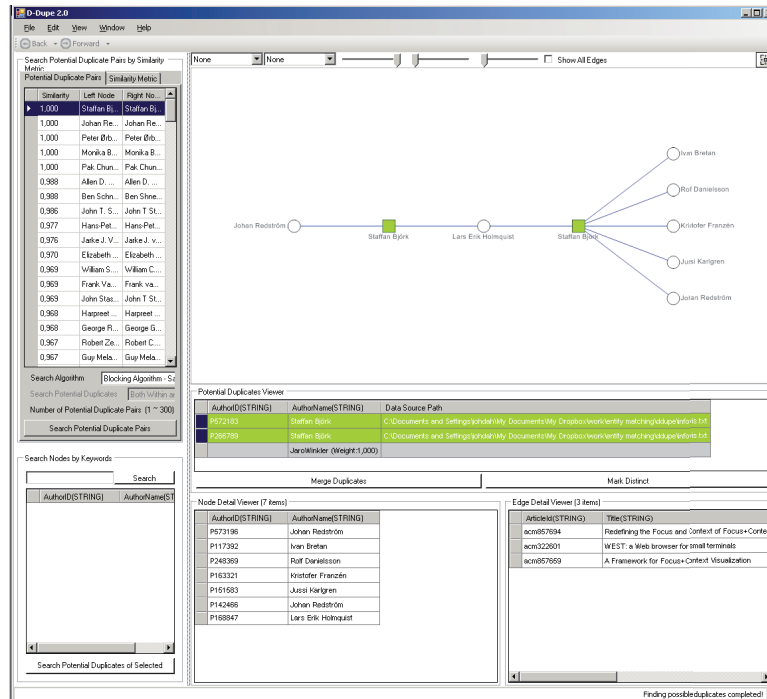 D-Dupe 2.0
File Edit View Window Help
Back Forward
Search Potential Duplicate Pairs by Similarity Metric
Potential Duplicate Pairs Similarity Metric
Similarity Left Node Right No...
1,000 Staffan Bj... Staffan Bj...
1,000 Johan Re... Johan Re...
1,000 Peter Ørb... Peter Ørb...
1,000 Monika B... Monika B...
1,000 Pak Chun... Pak Chun...
0,988 Allen D. ... Allen D. ...
0,988 Ben Schn... Ben Shne...
0,986 John T. S... John T St...
0,977 Hans-Pet... Hans-Pet...
0,976 Jarke J. V... Jarke J. v...
0,970 Elizabeth ... Elizabeth ...
0,969 William S.... William C....
0,969 Frank Va... Frank va...
0,969 John Stas... John T St...
0,968 Harpreet ... Harpreet ...
0,968 George R... George G...
0,967 Robert Ze... Robert C....
0,967 Guy Mela... Guy Mela...
Search Algorithm Blocking Algorithm - Sa
Search Potential Duplicates Both Within ar
Number of Potential Duplicate Pairs (1 ~ 300)
Search Potential Duplicate Pairs
Search Nodes by Keywords
Search
AuthorID(STRING) AuthorName(ST
Search Potential Duplicates of Selected
None None Show All Edges
Ivan Bretan
Rof Danielsson
Johan Redström Staffan Björk Lars Erik Holmquist Staffan Björk Kristofer Franzén
Jussi Karlgren
Johan Redström
Potential Duplicates Viewer
AuthorID(STRING) AuthorName(STRING) Data Source Path
P572183 Staffan Björk C:\Documents and Settings\johdah\My Documents\My Dropbox\work\entity matching\ddupe\infovis.txt
P266789 Staffan Björk C:\Documents and Settings\johdah\My Documents\My Dropbox\work\entity matching\ddupe\infovis.txt
JaroWinkler (Weight:1,000)
Merge Duplicates Mark Distinct
Node Detail Viewer (7 items)
AuthorID(STRING) AuthorName(STRING)
P573196 Johan Redström
P117392 Ivan Bretan
P248369 Rolf Danielsson
P163321 Kristofer Franzén
P151583 Jussi Karlgren
P142466 Johan Redström
P168847 Lars Erik Holmquist
Edge Detail Viewer (3 items)
ArticleId(STRING) Title(STRING)
acm857694 Redefining the Focus and Context of Focus+Conte
acm322601 WEST: a Web browser for small terminals
acm857659 A Framework for Focus+Context Visualization
Finding possibleduplicates completed!